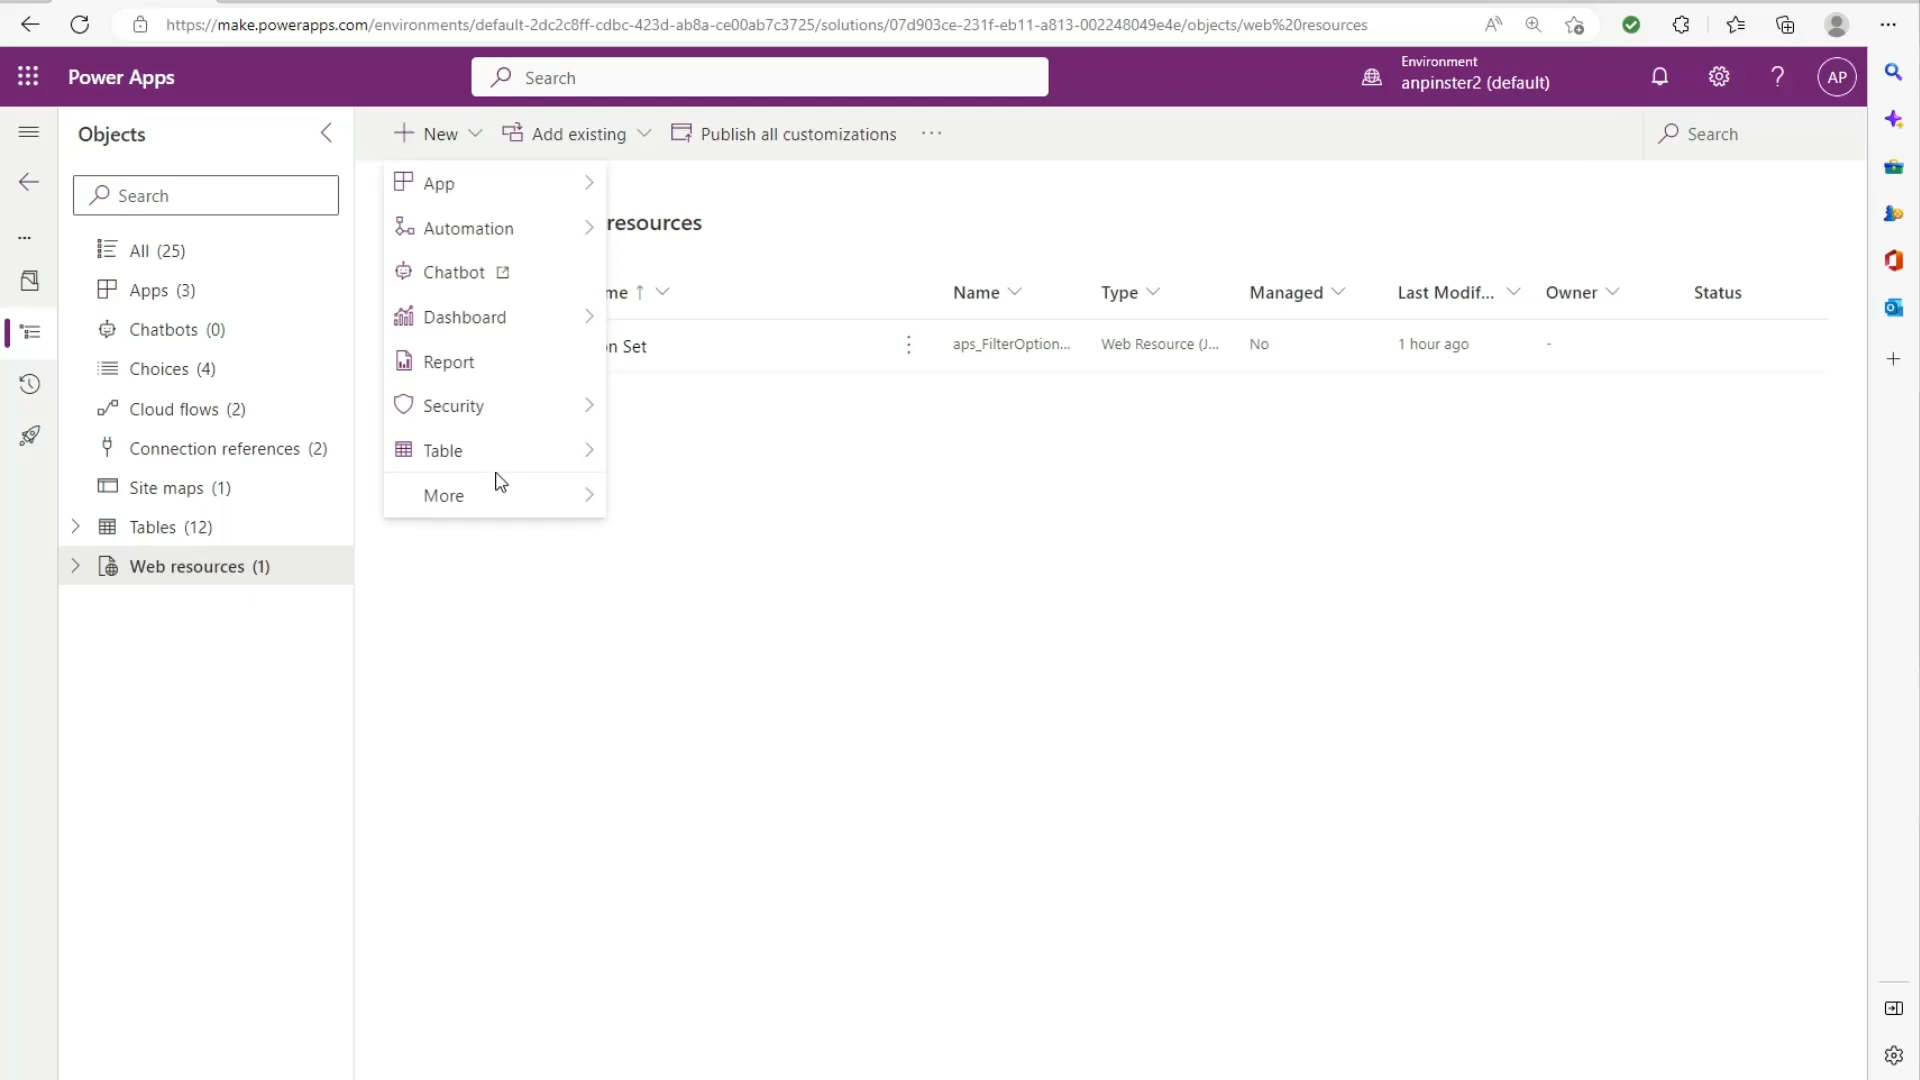 https://make.powerapps.com/environments/default-2dc2c8ff-cdbc-423d-ab8a-ce00ab7c3725/solutions/07d903ce-231f-eb11-a813-002248049e4e/objects/web%20resources
Power Apps
Search
Environment
anpinster2 (default)
AP
Objects
New
Add existing
Publish all customizations
Search
Search
All (25)
Apps (3)
Chatbots (0)
Choices (4)
Cloud flows (2)
Connection references (2)
Site maps (1)
Tables (12)
Web resources (1)
App
Automation
Chatbot
Dashboard
Report
Security
Table
More
resources
me ↑ Name Type Managed Last Modif... Owner Status
n Set aps_FilterOption... Web Resource (J... No 1 hour ago -